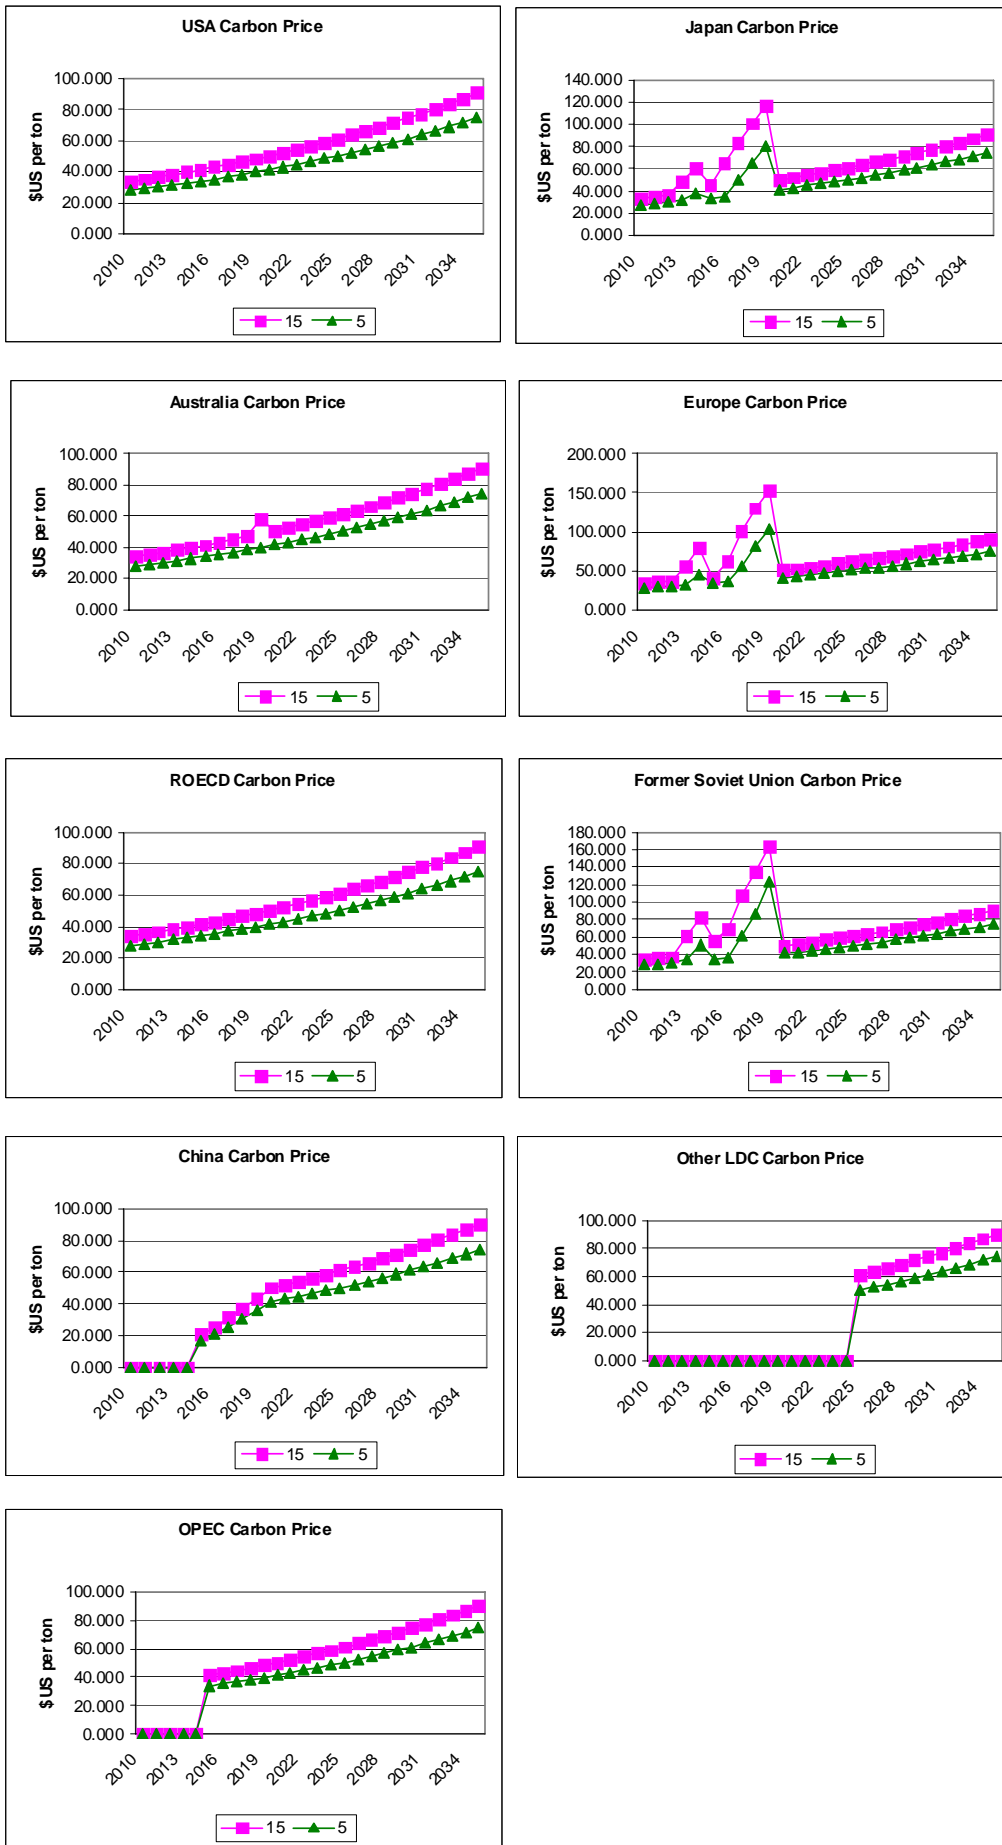 USA Carbon Price
$US per ton
100.000
80.000
60.000
40.000
20.000
0.000
2010 2013 2016 2019 2022 2025 2028 2031 2034
15 5
Japan Carbon Price
$US per ton
140.000
120.000
100.000
80.000
60.000
40.000
20.000
0.000
2010 2013 2016 2019 2022 2025 2028 2031 2034
15 5
Australia Carbon Price
$US per ton
100.000
80.000
60.000
40.000
20.000
0.000
2010 2013 2016 2019 2022 2025 2028 2031 2034
15 5
Europe Carbon Price
$US per ton
200.000
150.000
100.000
50.000
0.000
2010 2013 2016 2019 2022 2025 2028 2031 2034
15 5
ROECD Carbon Price
$US per ton
100.000
80.000
60.000
40.000
20.000
0.000
2010 2013 2016 2019 2022 2025 2028 2031 2034
15 5
Former Soviet Union Carbon Price
$US per ton
180.000
160.000
140.000
120.000
100.000
80.000
60.000
40.000
20.000
0.000
2010 2013 2016 2019 2022 2025 2028 2031 2034
15 5
China Carbon Price
$US per ton
100.000
80.000
60.000
40.000
20.000
0.000
2010 2013 2016 2019 2022 2025 2028 2031 2034
15 5
Other LDC Carbon Price
$US per ton
100.000
80.000
60.000
40.000
20.000
0.000
2010 2013 2016 2019 2022 2025 2028 2031 2034
15 5
OPEC Carbon Price
$US per ton
100.000
80.000
60.000
40.000
20.000
0.000
2010 2013 2016 2019 2022 2025 2028 2031 2034
15 5